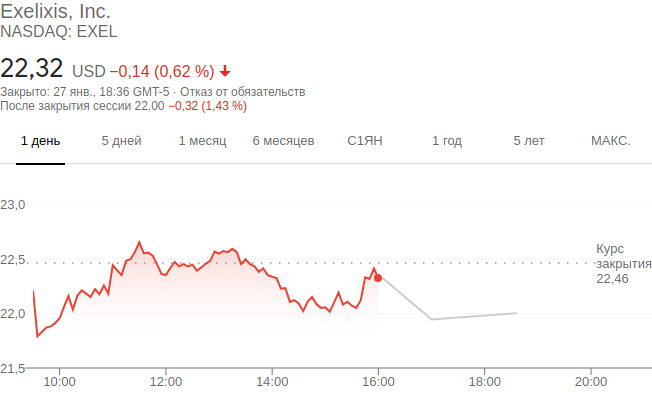 Exelixis, Inc.
NASDAQ: EXEL
22,32 USD −0,14 (0,62 %)
Закрыто: 27 янв., 18:36 GMT-5 · Отказ от обязательств
После закрытия сессии 22,00 −0,32 (1,43 %)
1 день 5 дней 1 месяц 6 месяцев С1ЯН 1 год 5 лет МАКС.
23,0
22,5
22,0
21,5
Курс
закрытия
22,46
10:00 12:00 14:00 16:00 18:00 20:00